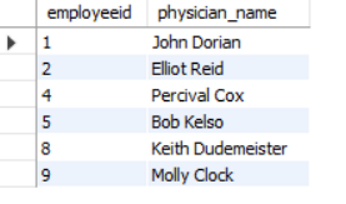 employeeid physician_name
1 John Dorian
2 Elliot Reid
4 Percival Cox
5 Bob Kelso
8 Keith Dudemeister
9 Molly Clock